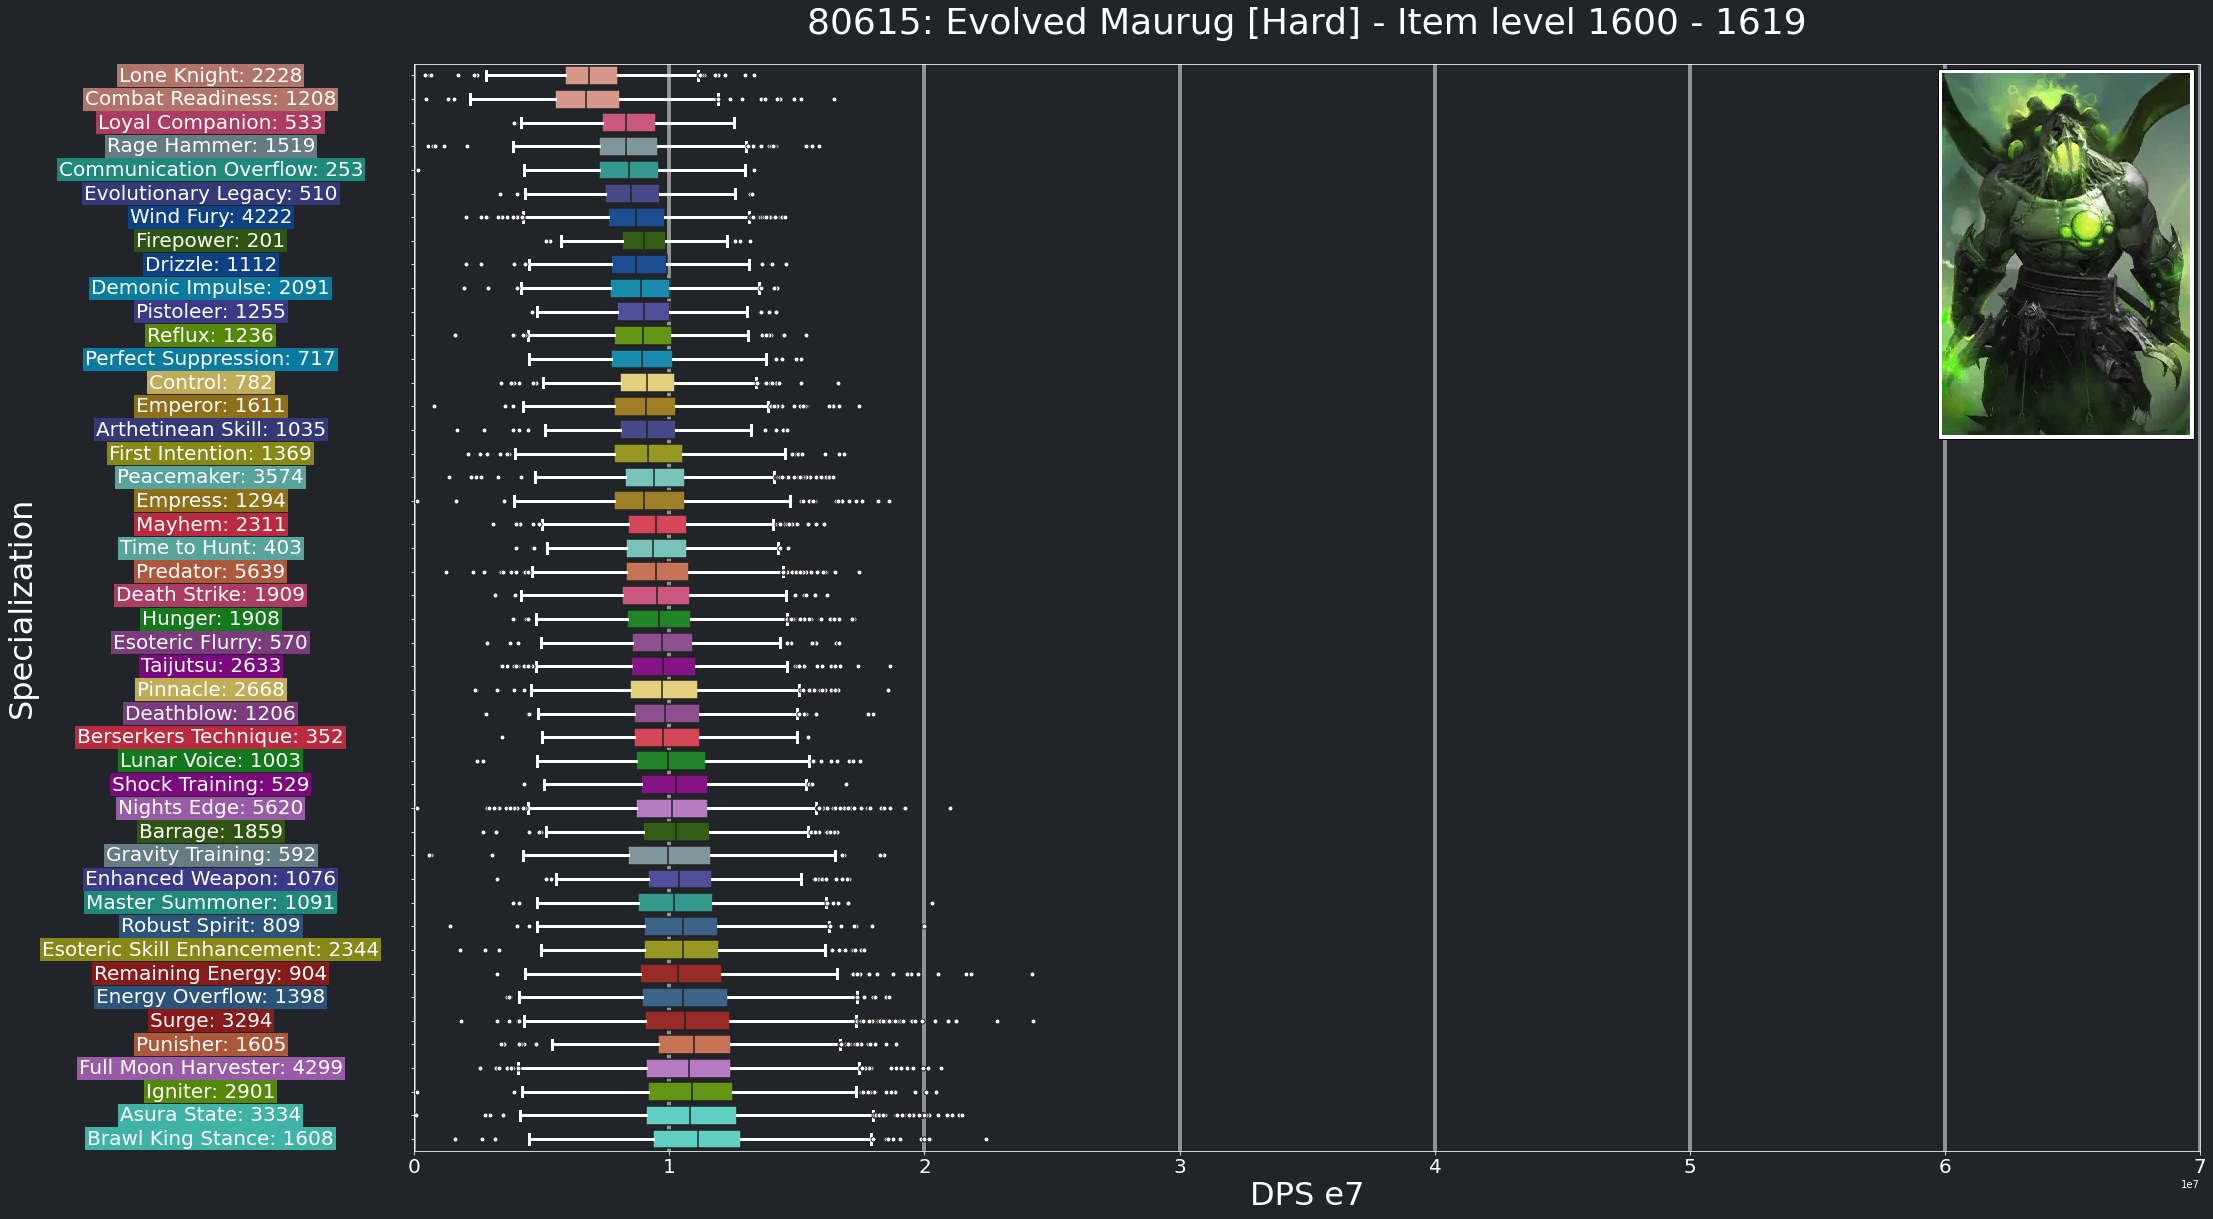 80615: Evolved Maurug [Hard] - Item level 1600 - 1619
Specialization
Lone Knight: 2228
Combat Readiness: 1208
Loyal Companion: 533
Rage Hammer: 1519
Communication Overflow: 253
Evolutionary Legacy: 510
Wind Fury: 4222
Firepower: 201
Drizzle: 1112
Demonic Impulse: 2091
Pistoleer: 1255
Reflux: 1236
Perfect Suppression: 717
Control: 782
Emperor: 1611
Arthetinean Skill: 1035
First Intention: 1369
Peacemaker: 3574
Empress: 1294
Mayhem: 2311
Time to Hunt: 403
Predator: 5639
Death Strike: 1909
Hunger: 1908
Esoteric Flurry: 570
Taijutsu: 2633
Pinnacle: 2668
Deathblow: 1206
Berserkers Technique: 352
Lunar Voice: 1003
Shock Training: 529
Nights Edge: 5620
Barrage: 1859
Gravity Training: 592
Enhanced Weapon: 1076
Master Summoner: 1091
Robust Spirit: 809
Esoteric Skill Enhancement: 2344
Remaining Energy: 904
Energy Overflow: 1398
Surge: 3294
Punisher: 1605
Full Moon Harvester: 4299
Igniter: 2901
Asura State: 3334
Brawl King Stance: 1608
0 1 2 3 4 5 6 7
1e7
DPS e7